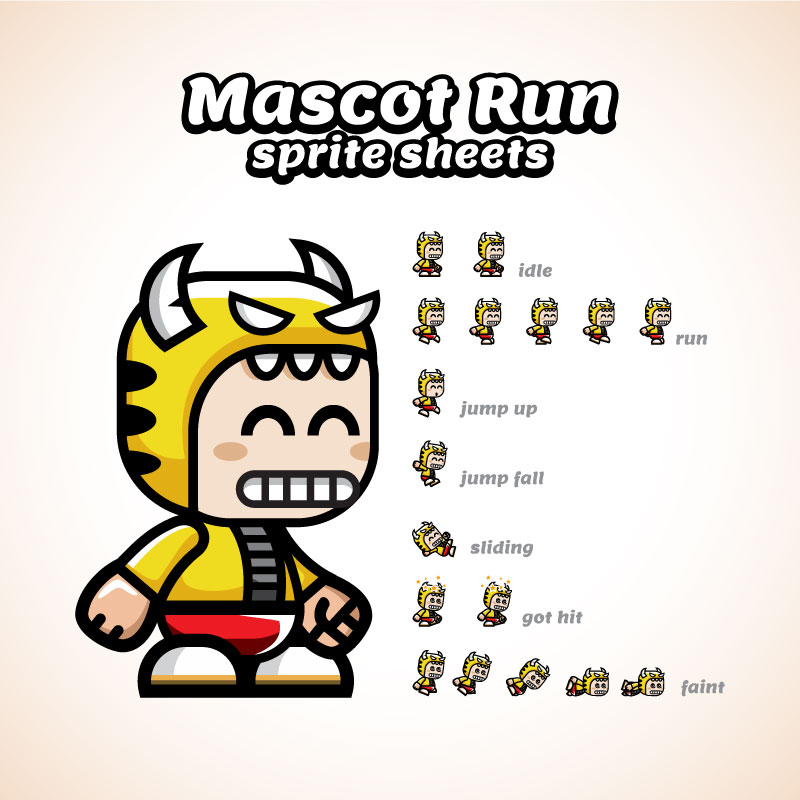 Mascot Run
sprite sheets
idle
run
jump up
jump fall
sliding
got hit
faint